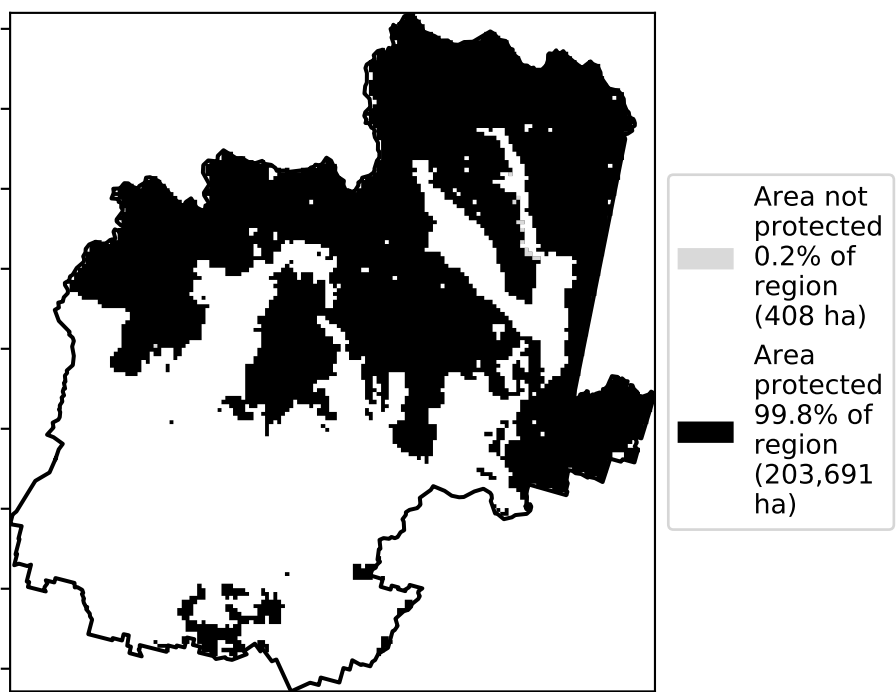 Area not
protected
0.2% of
region
(408 ha)
Area
protected
99.8% of
region
(203,691
ha)